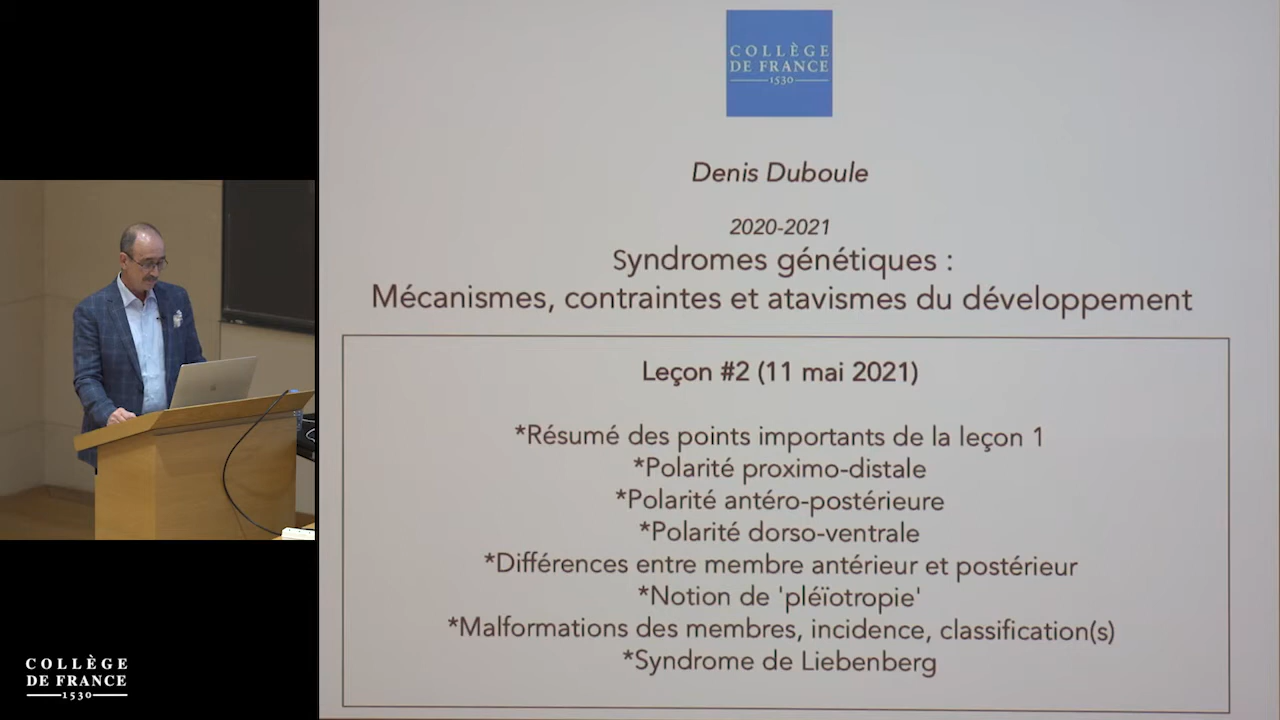 COLLÈGE
DE FRANCE
1530
Denis Duboule
2020-2021
Syndromes génétiques :
Mécanismes, contraintes et atavismes du développement
Leçon #2 (11 mai 2021)
*Résumé des points importants de la leçon 1
*Polarité proximo-distale
*Polarité antéro-postérieure
*Polarité dorso-ventrale
*Différences entre membre antérieur et postérieur
*Notion de 'pléïotropie'
*Malformations des membres, incidence, classification(s)
*Syndrome de Liebenberg
COLLÈGE
DE FRANCE
1530